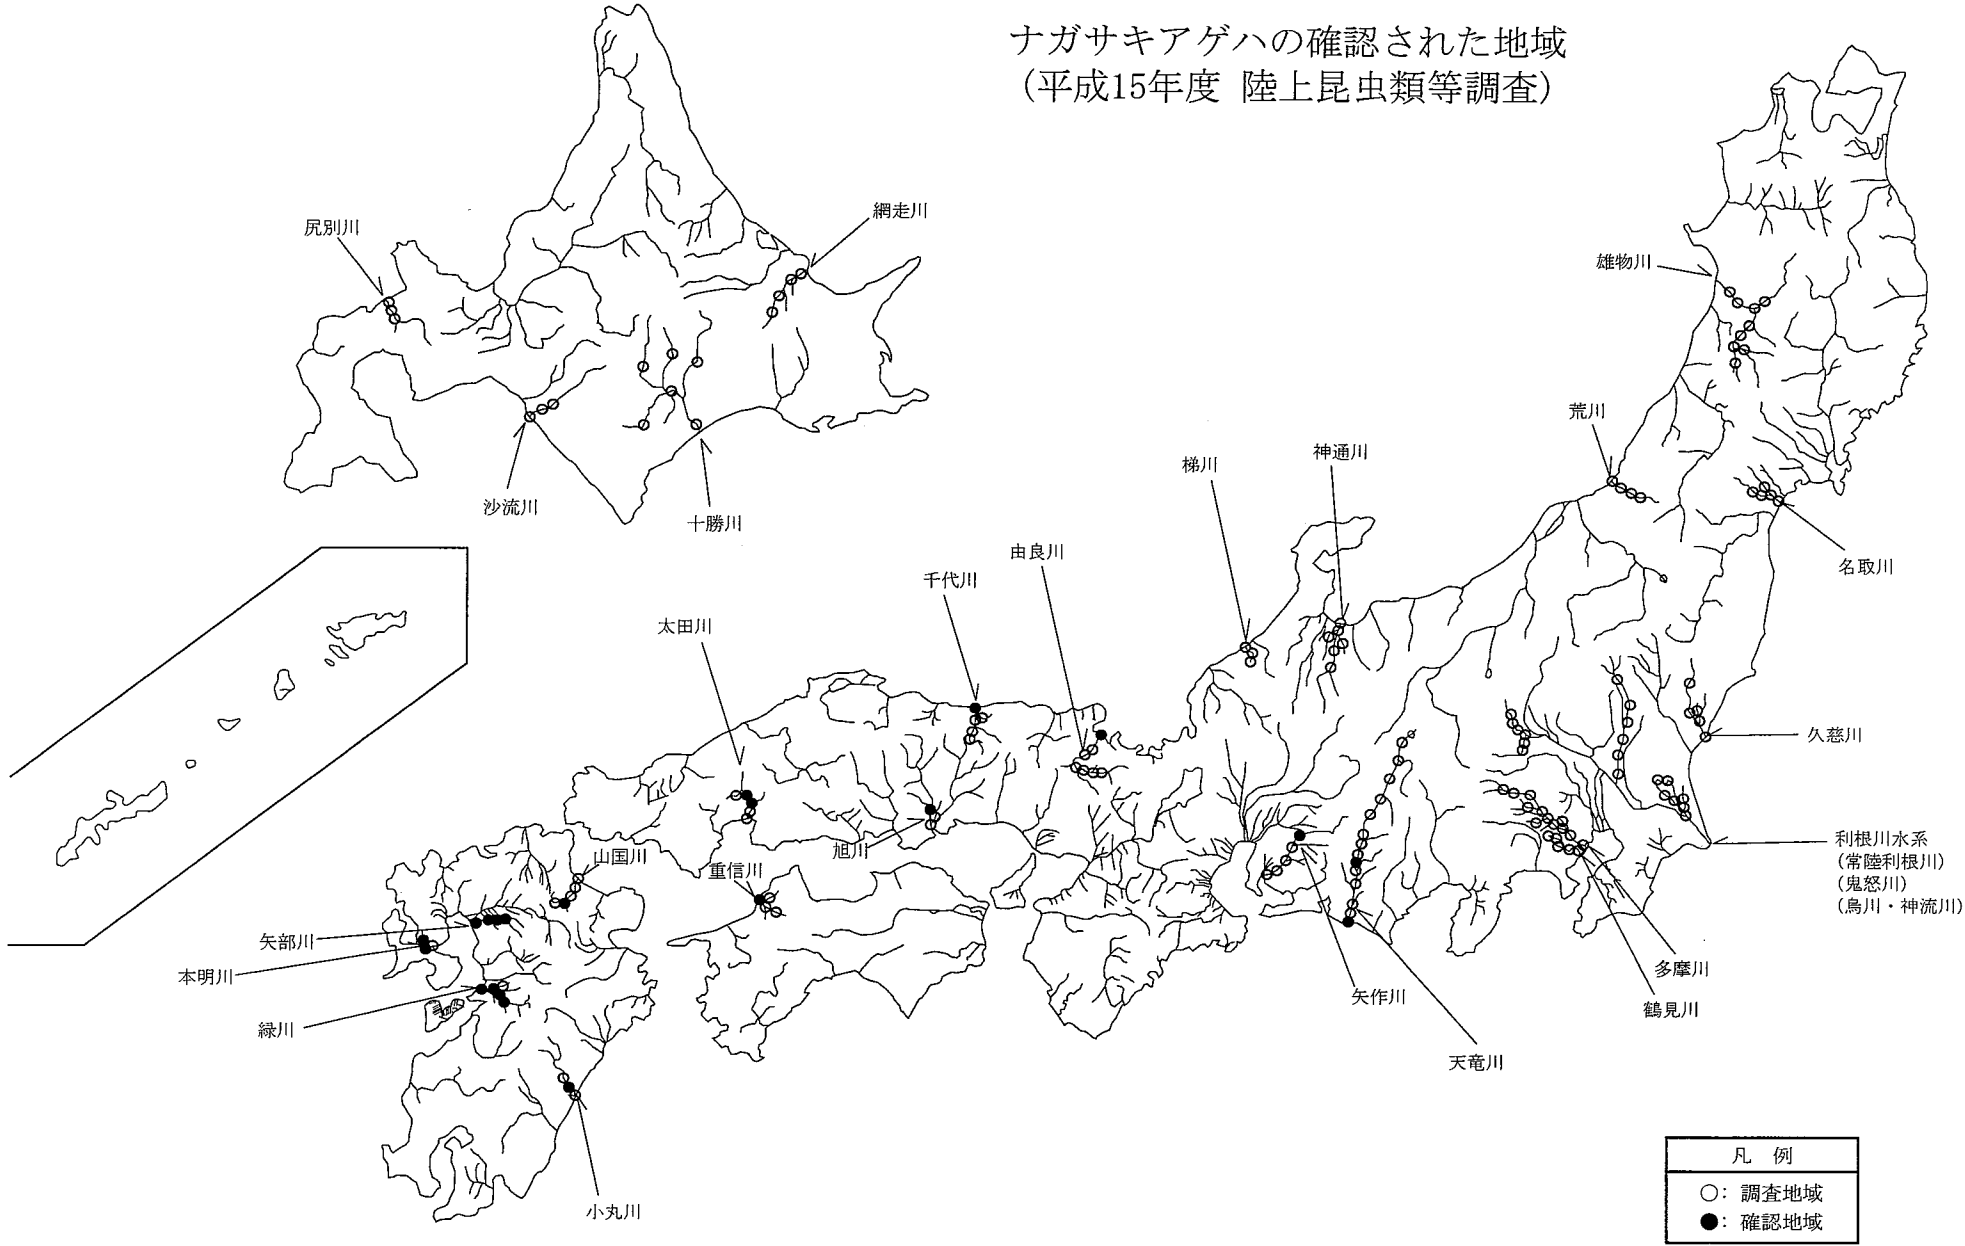 ナガサキアゲハの確認された地域
(平成15年度 陸上昆虫類等調査)
尻別川
網走川
沙流川
十勝川
雄物川
荒川
名取川
神通川
梯川
由良川
千代川
太田川
久慈川
利根川水系
(常陸利根川)
(鬼怒川)
(烏川・神流川)
多摩川
鶴見川
矢作川
天竜川
旭川
重信川
山国川
矢部川
本明川
緑川
小丸川
凡 例
○: 調査地域
●: 確認地域